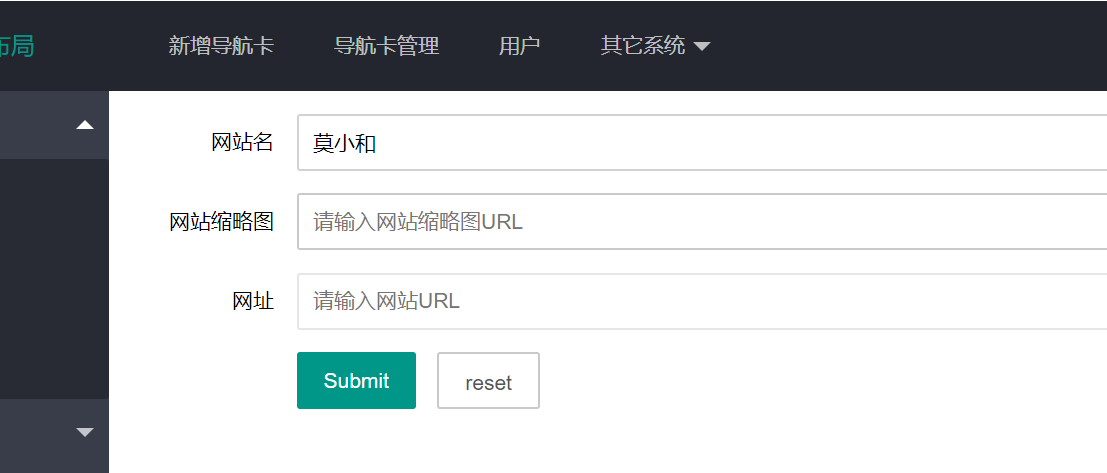 布局 新增导航卡 导航卡管理 用户 其它系统
网站名 莫小和
网站缩略图 请输入网站缩略图URL
网址 请输入网站URL
Submit reset